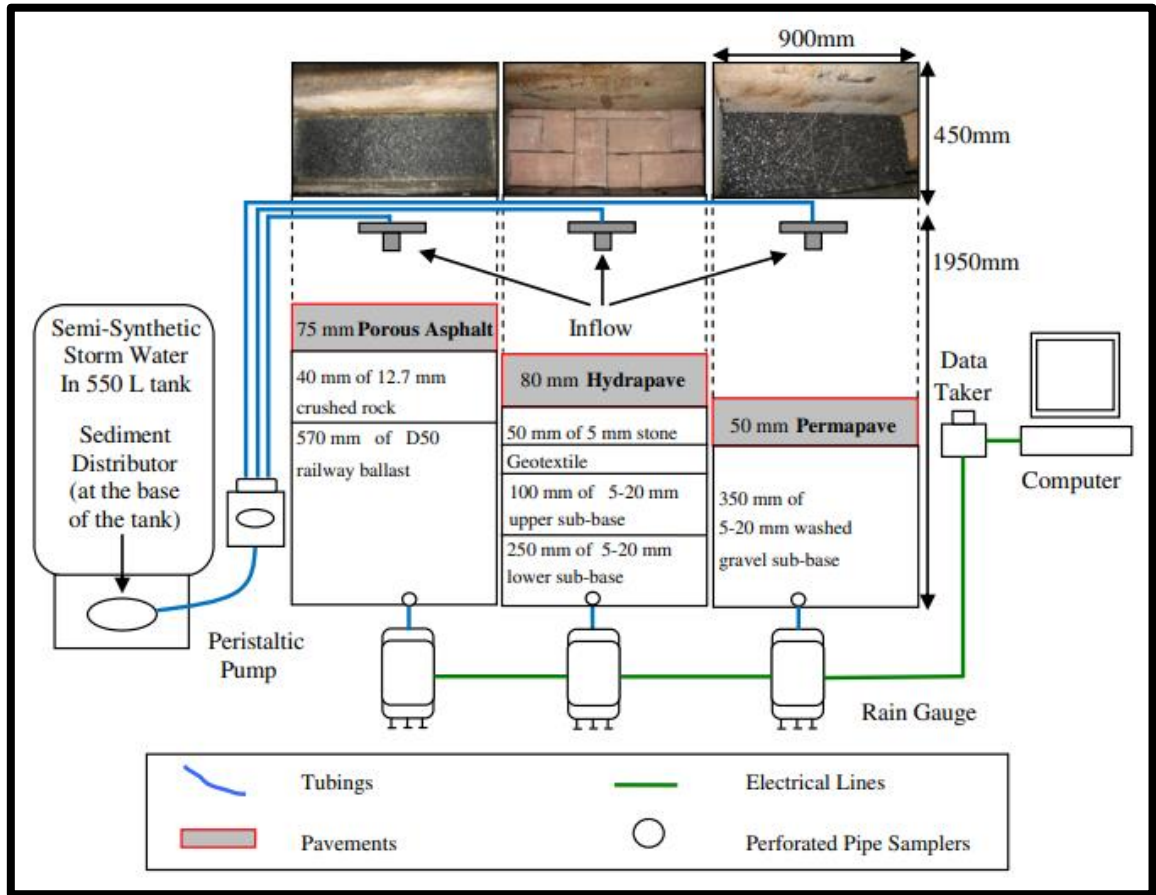 900mm
450mm
1950mm
Inflow
Semi-Synthetic
Storm Water
In 550 L tank
Sediment
Distributor
(at the base
of the tank)
Peristaltic
Pump
75 mm Porous Asphalt
40 mm of 12.7 mm
crushed rock
570 mm of D50
railway ballast
80 mm Hydrapave
50 mm of 5 mm stone
Geotextile
100 mm of 5-20 mm
upper sub-base
250 mm of 5-20 mm
lower sub-base
50 mm Permapave
350 mm of
5-20 mm washed
gravel sub-base
Data
Taker
Computer
Rain Gauge
Tubings
Electrical Lines
Pavements
Perforated Pipe Samplers